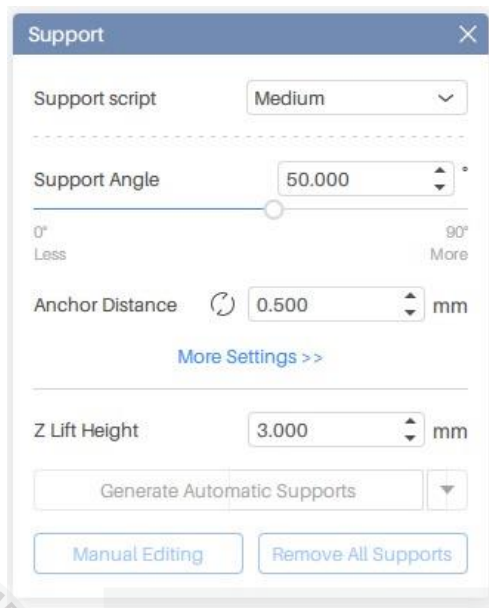 Support
Support script Medium
Support Angle 50.000 °
0° 90°
Less More
Anchor Distance 0.500 mm
More Settings >>
Z Lift Height 3.000 mm
Generate Automatic Supports
Manual Editing Remove All Supports